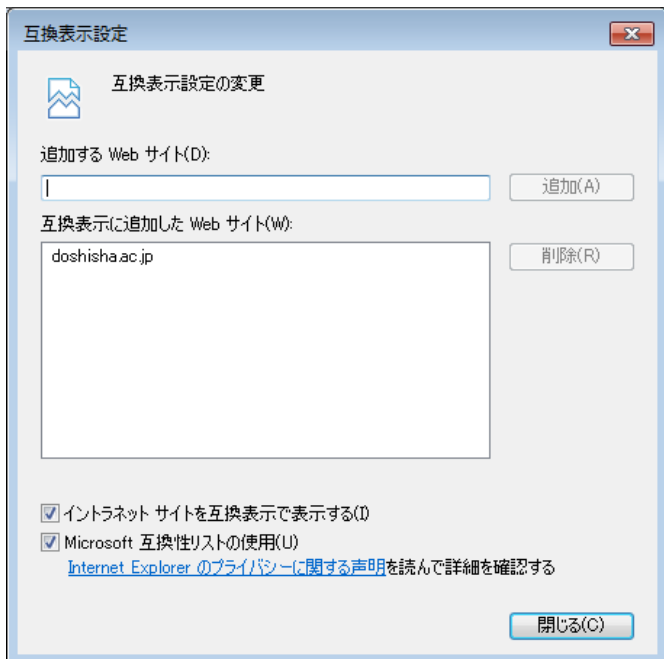 互換表示設定
互換表示設定の変更
追加する Web サイト(D):
追加(A)
互換表示に追加した Web サイト(W):
doshisha.ac.jp
削除(R)
イントラネット サイトを互換表示で表示する(I)
Microsoft 互換性リストの使用(U)
Internet Explorer のプライバシーに関する声明を読んで詳細を確認する
閉じる(C)